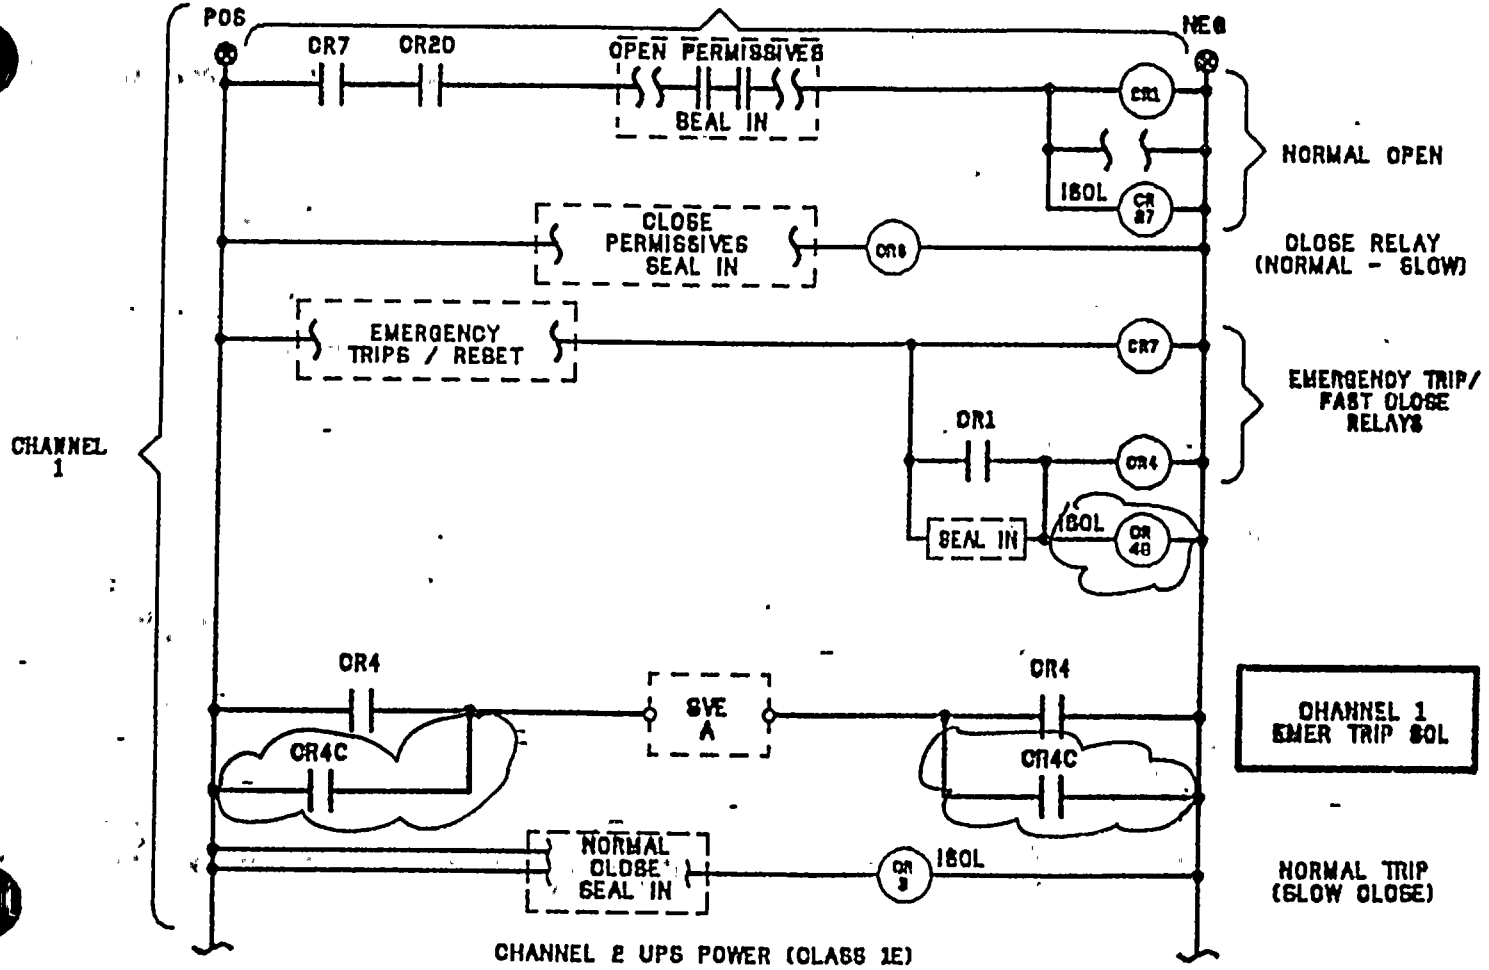 POS
NEG
CR7
CR20
OPEN PERMISSIVES
SEAL IN
CR1
NORMAL OPEN
ISOL
CR
27
CLOSE
PERMISSIVES
SEAL IN
CLOSE RELAY
(NORMAL - SLOW)
EMERGENCY
TRIPS / RESET
CR7
EMERGENCY TRIP/
FAST CLOSE
RELAYS
CHANNEL
1
CR1
CR4
SEAL IN
ISOL
CR
CR4
SVE
A
CR4
CHANNEL 1
EMER TRIP SOL
CR4C
CR4C
NORMAL
CLOSE
SEAL IN
CR
ISOL
NORMAL TRIP
(SLOW CLOSE)
CHANNEL 2 UPS POWER (CLASS 1E)